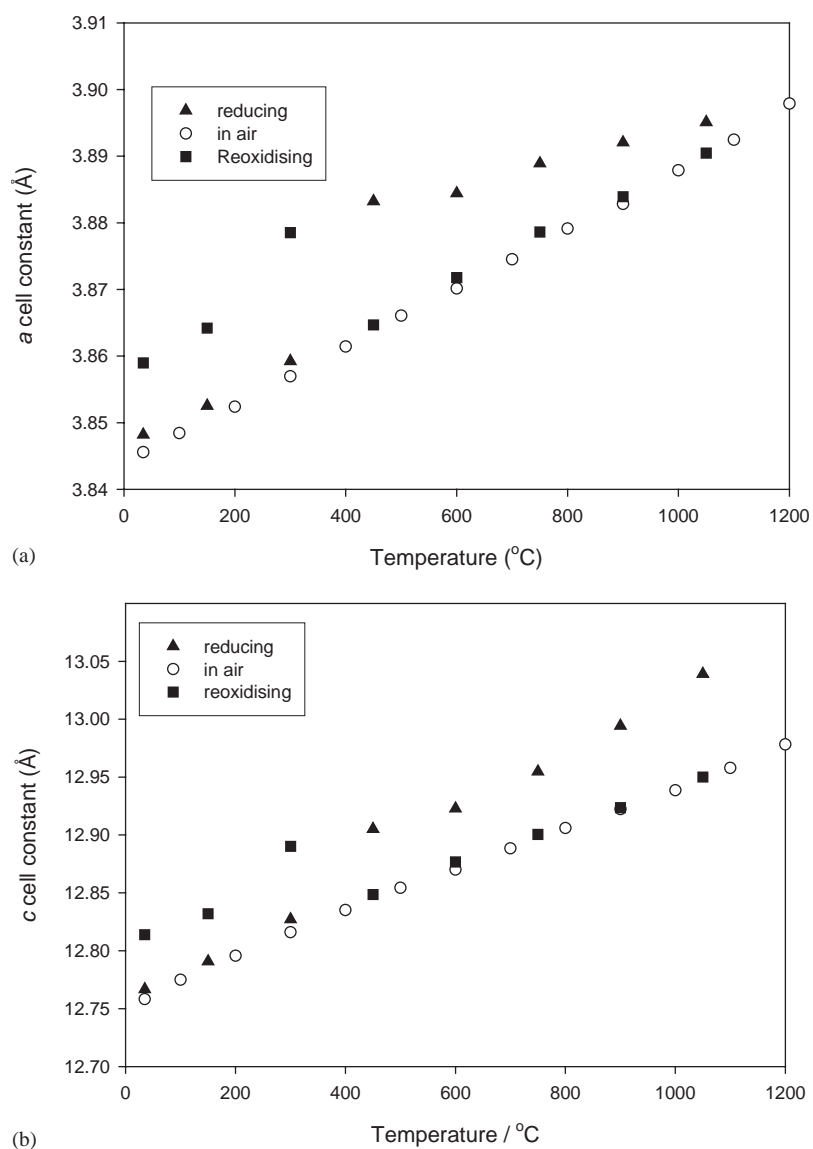 3.91
3.90
3.89
3.88
3.87
3.86
3.85
3.84
a cell constant (Å)
reducing
in air
Reoxidising
0 200 400 600 800 1000 1200
Temperature (°C)
(a)
13.05
13.00
12.95
12.90
12.85
12.80
12.75
12.70
c cell constant (Å)
reducing
in air
reoxidising
0 200 400 600 800 1000 1200
Temperature / °C
(b)